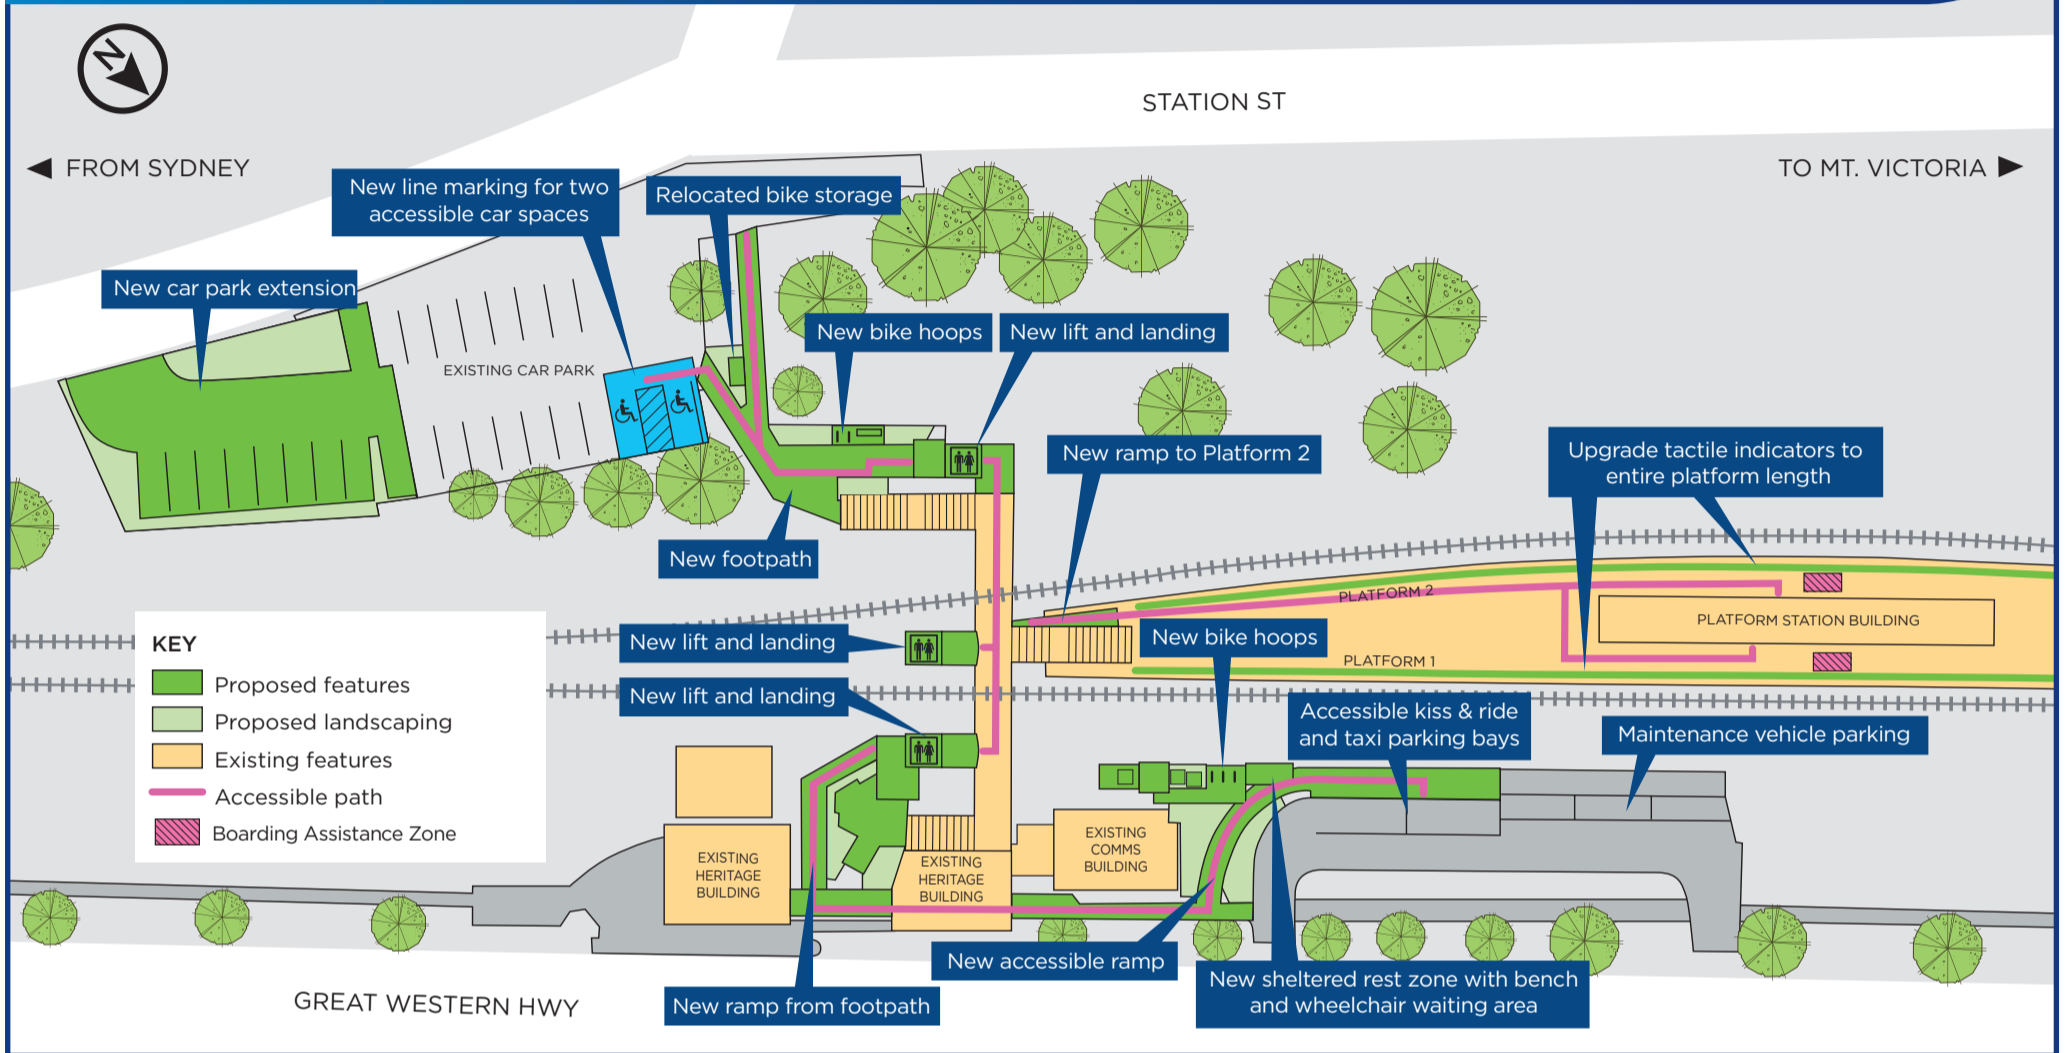 N
STATION ST
FROM SYDNEY
TO MT. VICTORIA
New line marking for two
accessible car spaces
Relocated bike storage
New car park extension
New bike hoops
New lift and landing
EXISTING CAR PARK
New ramp to Platform 2
Upgrade tactile indicators to
entire platform length
New footpath
PLATFORM 2
PLATFORM STATION BUILDING
New lift and landing
New bike hoops
PLATFORM 1
New lift and landing
Accessible kiss & ride
and taxi parking bays
Maintenance vehicle parking
KEY
Proposed features
Proposed landscaping
Existing features
Accessible path
Boarding Assistance Zone
EXISTING
HERITAGE
BUILDING
EXISTING
HERITAGE
BUILDING
EXISTING
COMMS
BUILDING
New accessible ramp
New sheltered rest zone with bench
and wheelchair waiting area
New ramp from footpath
GREAT WESTERN HWY